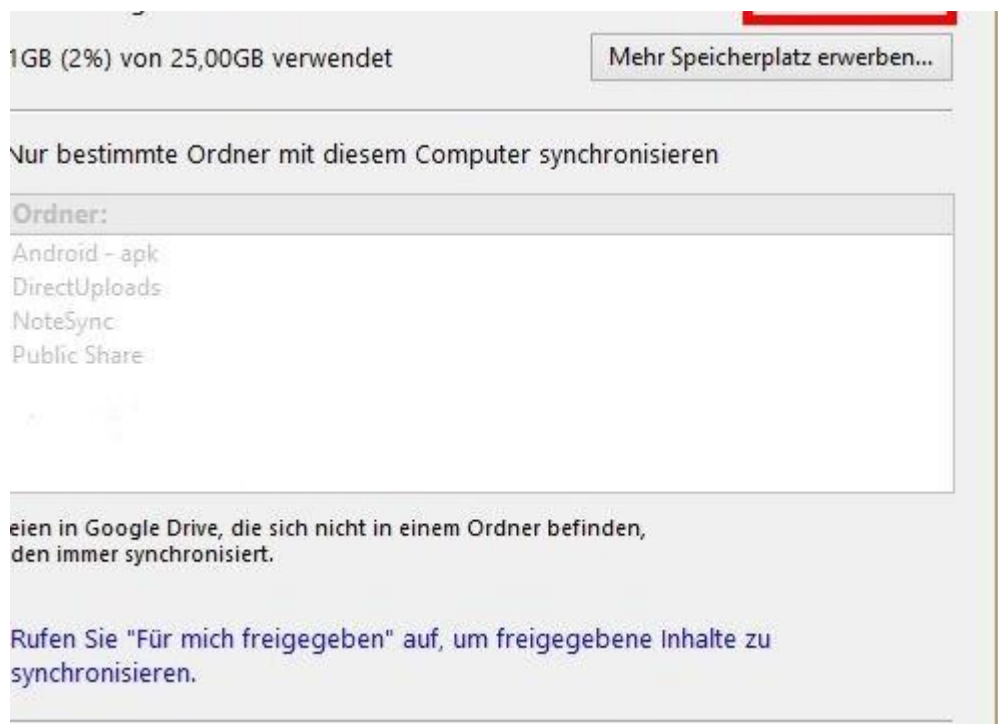 1GB (2%) von 25,00GB verwendet
Mehr Speicherplatz erwerben...
Nur bestimmte Ordner mit diesem Computer synchronisieren
Ordner:
Android - apk
DirectUploads
NoteSync
Public Share
eien in Google Drive, die sich nicht in einem Ordner befinden,
den immer synchronisiert.
Rufen Sie "Für mich freigegeben" auf, um freigegebene Inhalte zu
synchronisieren.